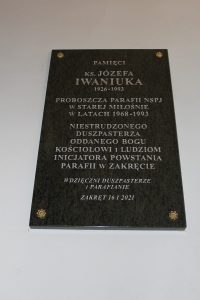 PAMIĘCI
KS. JÓZEFA
IWANIUKA
1926-1993
PROBOSZCZA PARAFII NSPJ
W STAREJ MIŁOŚNIE
W LATACH 1968-1993
NIESTRUDZONEGO
DUSZPASTERZA
ODDANEGO BOGU
KOŚCIOŁOWI I LUDZIOM
INICJATORA POWSTANIA
PARAFII W ZAKRĘCIE
WDZIĘCZNI DUSZPASTERZE
I PARAFIANIE
ZAKRĘT 16 I 2021